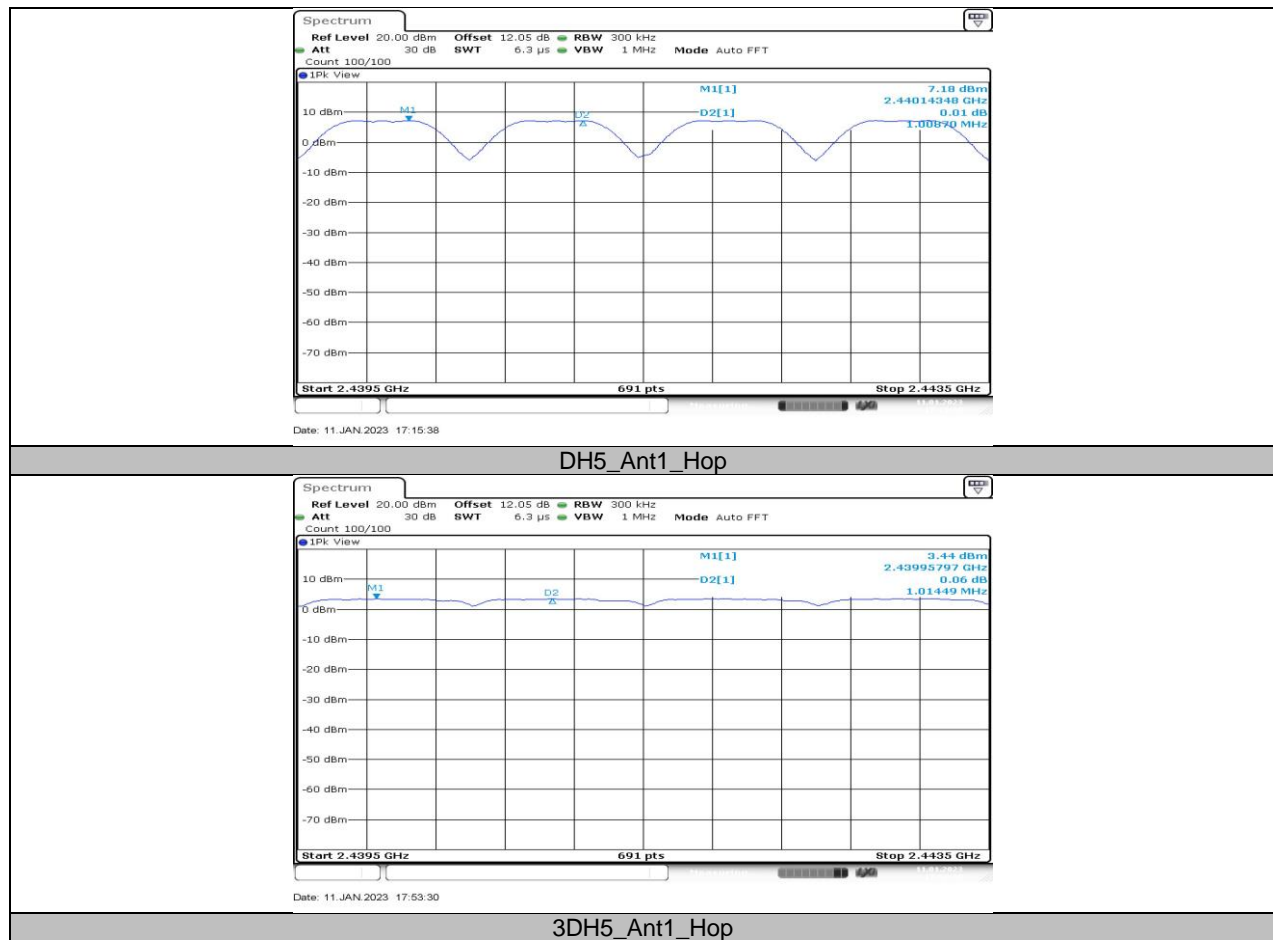 Spectrum
Ref Level 20.00 dBm Offset 12.05 dB RBW 300 kHz
Att 30 dB SWT 6.3 µs VBW 1 MHz Mode Auto FFT
Count 100/100
1Pk View
M1[1] 7.18 dBm
2.44014348 GHz
D2[1] 0.01 dB
1.00870 MHz
M1
D2
10 dBm
0 dBm
-10 dBm
-20 dBm
-30 dBm
-40 dBm
-50 dBm
-60 dBm
-70 dBm
Start 2.4395 GHz 691 pts Stop 2.4435 GHz
Date: 11.JAN.2023 17:15:38
DH5_Ant1_Hop
Spectrum
Ref Level 20.00 dBm Offset 12.05 dB RBW 300 kHz
Att 30 dB SWT 6.3 µs VBW 1 MHz Mode Auto FFT
Count 100/100
1Pk View
M1[1] 3.44 dBm
2.43995797 GHz
D2[1] 0.06 dB
1.01449 MHz
10 dBm
M1
D2
0 dBm
-10 dBm
-20 dBm
-30 dBm
-40 dBm
-50 dBm
-60 dBm
-70 dBm
Start 2.4395 GHz 691 pts Stop 2.4435 GHz
Date: 11.JAN.2023 17:53:30
3DH5_Ant1_Hop